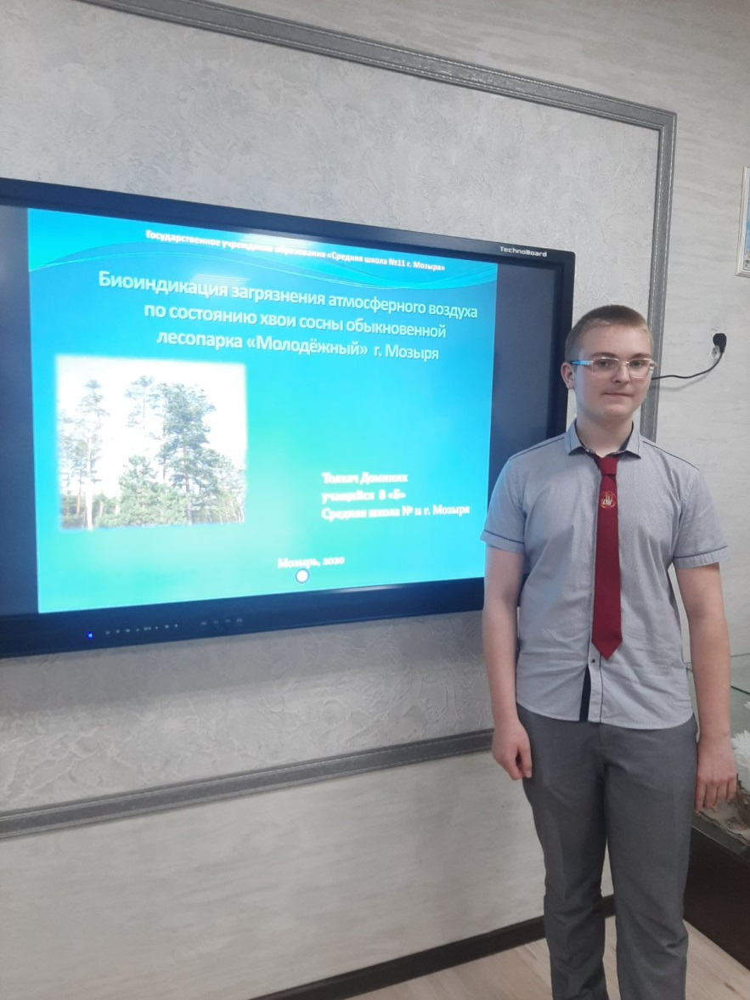 Государственное учреждение образования «Средняя школа №11 г. Мозыря»
TechnoBoard
Биоиндикация загрязнения атмосферного воздуха
по состоянию хвои сосны обыкновенной
лесопарка «Молодёжный» г. Мозыря
Толкач Доминик
учащийся 8 «Б»
Средняя школа № 11 г. Мозыря
Мозырь, 2020